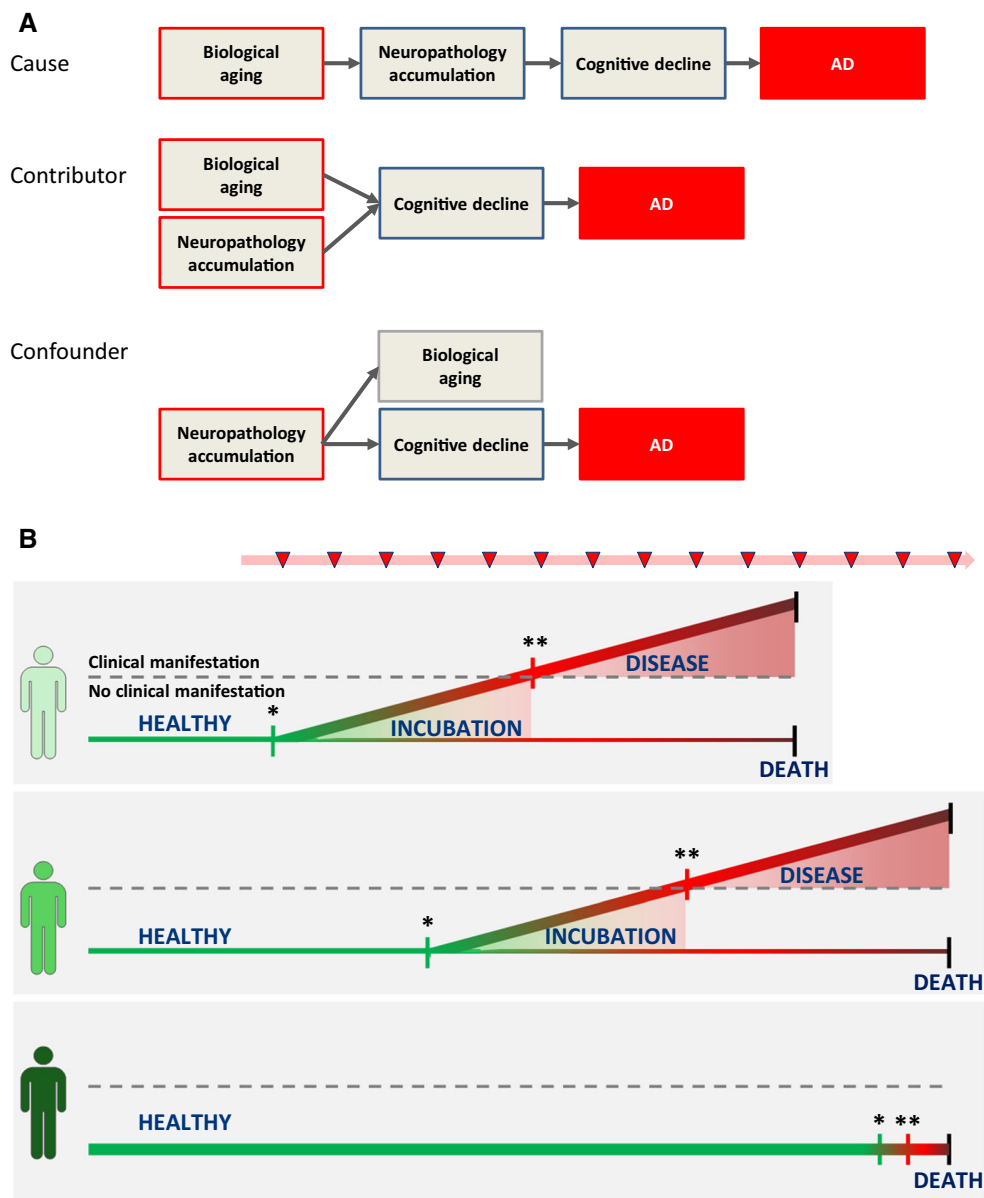 A
Cause
Biological
aging
Neuropathology
accumulation
Cognitive decline
AD
Contributor
Biological
aging
Neuropathology
accumulation
Cognitive decline
AD
Confounder
Biological
aging
Neuropathology
accumulation
Cognitive decline
AD
B
Clinical manifestation
No clinical manifestation
HEALTHY
*
INCUBATION
**
DISEASE
DEATH
HEALTHY
*
INCUBATION
**
DISEASE
DEATH
HEALTHY
* **
DEATH